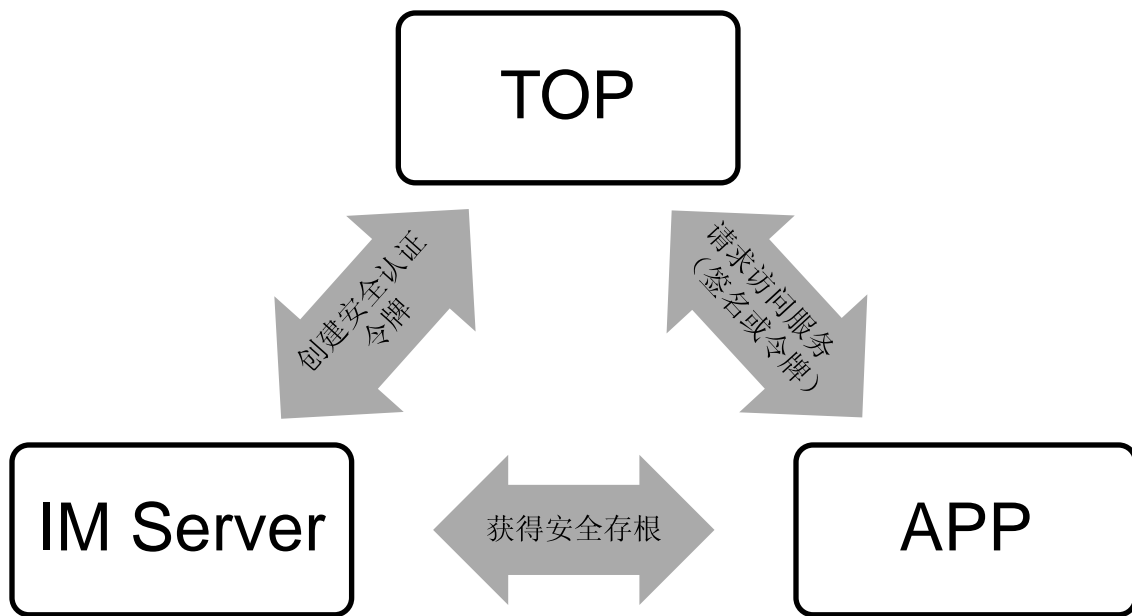 TOP
创建安全认证
令牌
请求访问服务
（签名或令牌）
IM Server
获得安全存根
APP